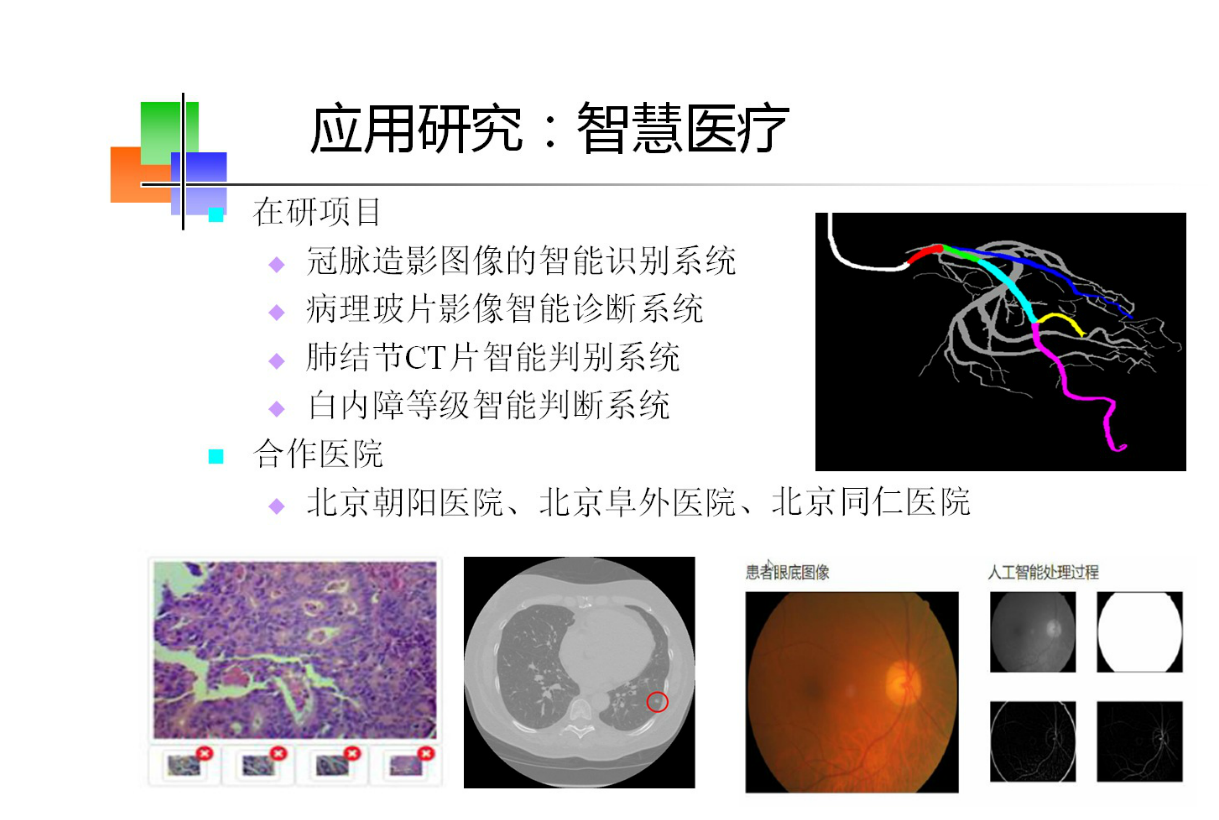 应用研究：智慧医疗
在研项目
冠脉造影图像的智能识别系统
病理玻片影像智能诊断系统
肺结节CT片智能判别系统
白内障等级智能判断系统
合作医院
北京朝阳医院、北京阜外医院、北京同仁医院
患者眼底图像
人工智能处理过程